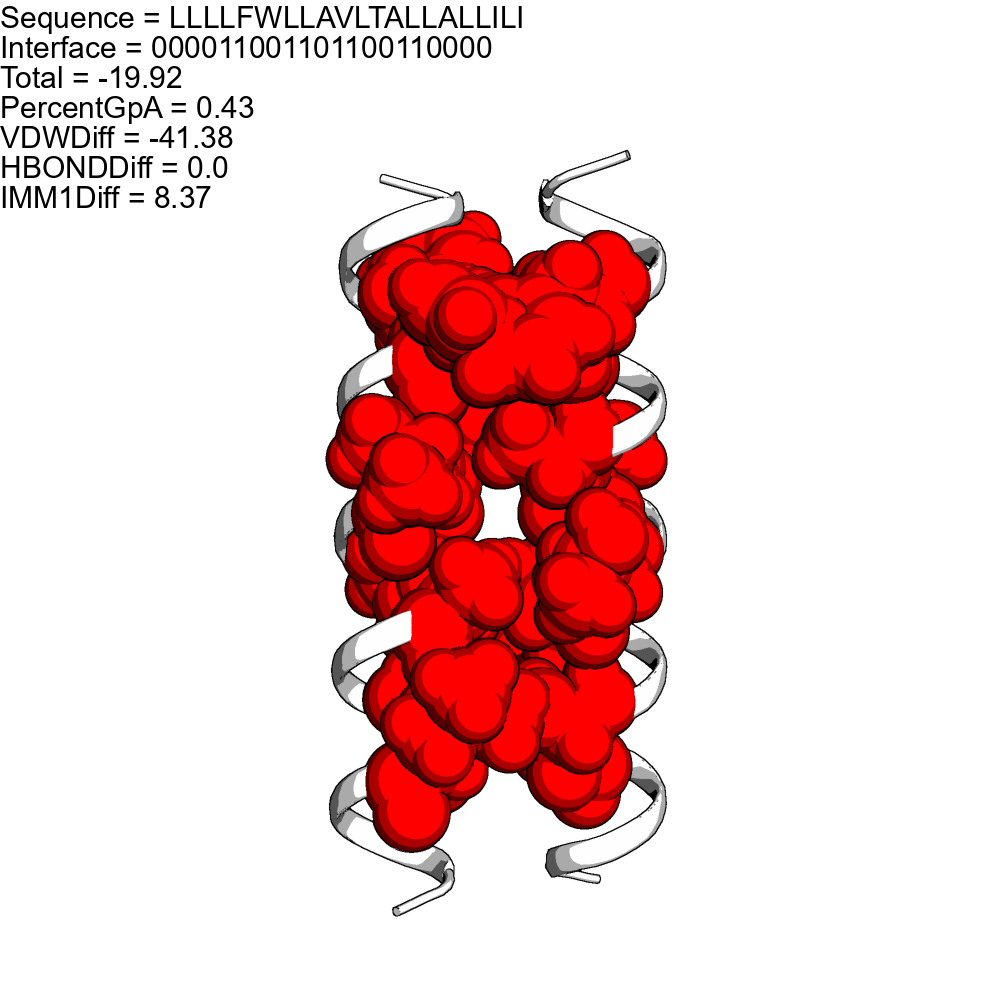 Sequence = LLLLFWLLAVLTALLALLILI
Interface = 000011001101100110000
Total = -19.92
PercentGpA = 0.43
VDWDiff = -41.38
HBONDDiff = 0.0
IMM1Diff = 8.37